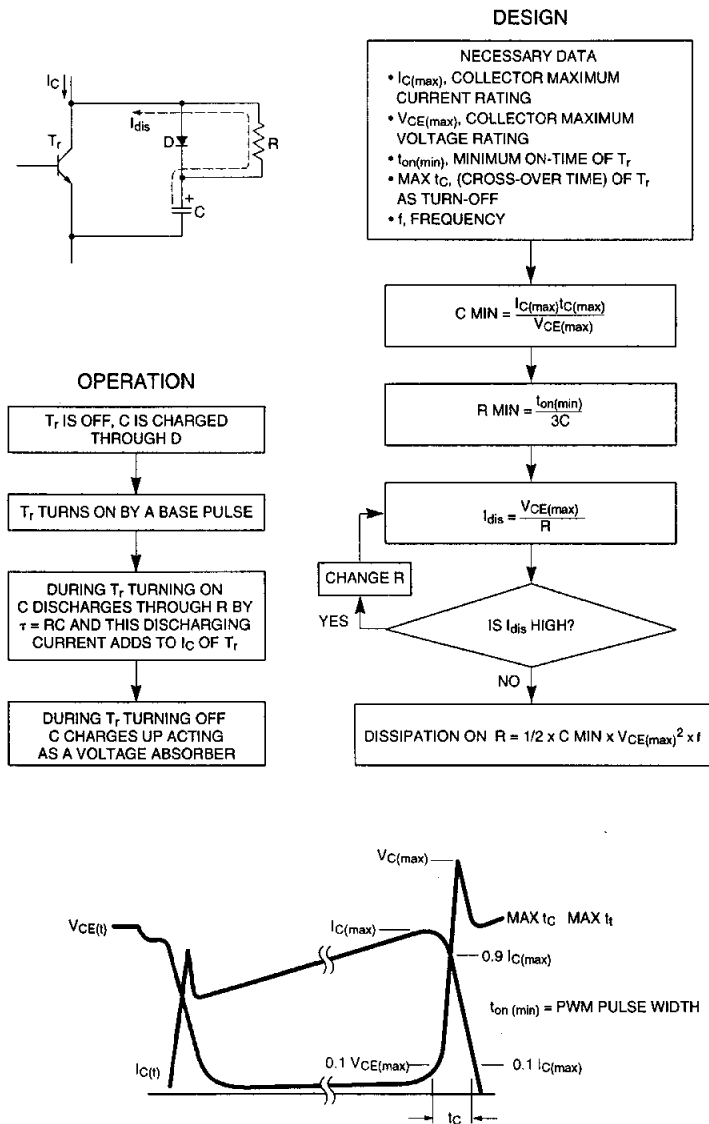 DESIGN
NECESSARY DATA
• IC(max), COLLECTOR MAXIMUM
CURRENT RATING
• VCE(max), COLLECTOR MAXIMUM
VOLTAGE RATING
• ton(min), MINIMUM ON-TIME OF Tr
• MAX tC, (CROSS-OVER TIME) OF Tr
AS TURN-OFF
• f, FREQUENCY
IC
Idis
Tr
D
R
+
C
C MIN = IC(max)tC(max) / VCE(max)
R MIN = ton(min) / 3C
Idis = VCE(max) / R
CHANGE R
YES
IS Idis HIGH?
NO
DISSIPATION ON R = 1/2 x C MIN x VCE(max)² x f
OPERATION
Tr IS OFF, C IS CHARGED
THROUGH D
Tr TURNS ON BY A BASE PULSE
DURING Tr TURNING ON
C DISCHARGES THROUGH R BY
τ = RC AND THIS DISCHARGING
CURRENT ADDS TO IC OF Tr
DURING Tr TURNING OFF
C CHARGES UP ACTING
AS A VOLTAGE ABSORBER
VC(max)
VCE(t)
IC(max)
MAX tC MAX tt
0.9 IC(max)
ton (min) = PWM PULSE WIDTH
IC(t)
0.1 VCE(max)
0.1 IC(max)
tC